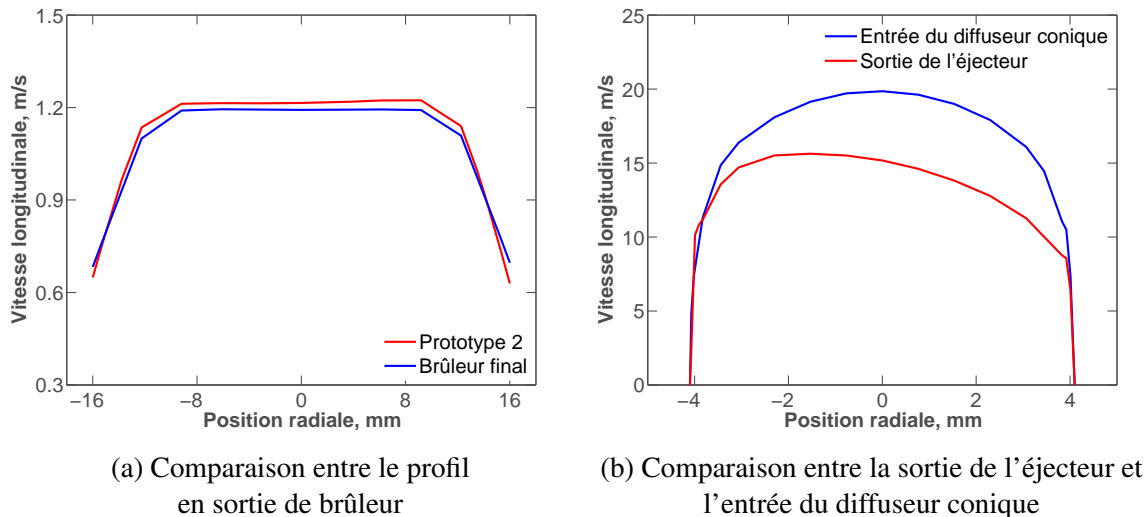 1.5
1.2
0.9
0.6
0.3
Vitesse longitudinale, m/s
Prototype 2
Brûleur final
−16
−8
0
8
16
Position radiale, mm
(a) Comparaison entre le profil
en sortie de brûleur
25
20
15
10
5
0
Vitesse longitudinale, m/s
Entrée du diffuseur conique
Sortie de l'éjecteur
−4
−2
0
2
4
Position radiale, mm
(b) Comparaison entre la sortie de l'éjecteur et
l'entrée du diffuseur conique